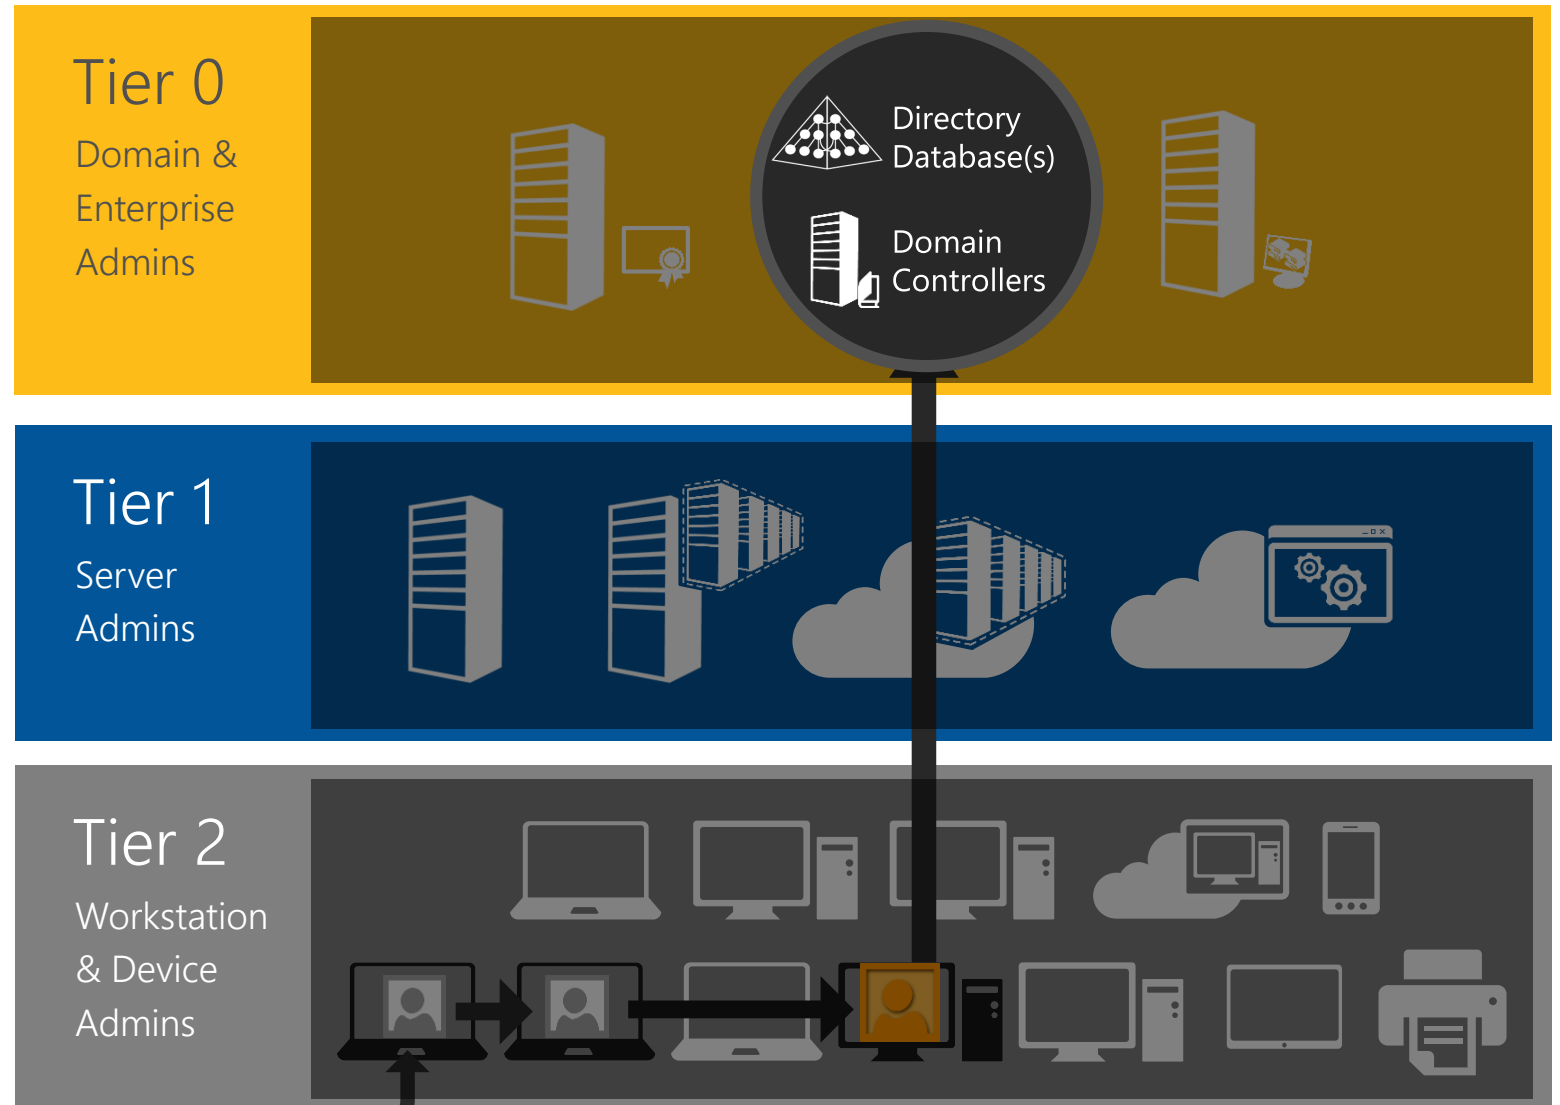 Tier 0
Domain &
Enterprise
Admins
Directory
Database(s)
Domain
Controllers
Tier 1
Server
Admins
Tier 2
Workstation
& Device
Admins